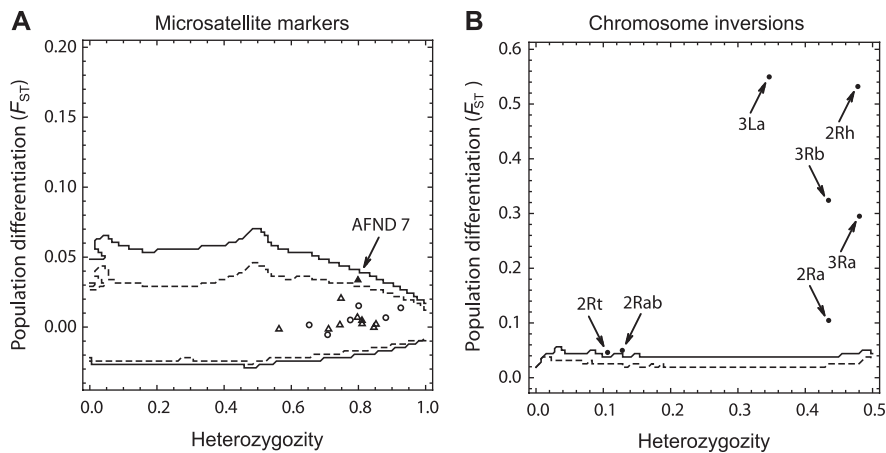 A Microsatellite markers
Population differentiation (FST)
0.20
0.15
0.10
0.05
0.00
AFND 7
0.0 0.2 0.4 0.6 0.8 1.0
Heterozygozity
B Chromosome inversions
Population differentiation (FST)
0.6
0.5
0.4
0.3
0.2
0.1
0.0
3La
2Rh
3Rb
3Ra
2Ra
2Rt
2Rab
0.0 0.1 0.2 0.3 0.4 0.5
Heterozygozity